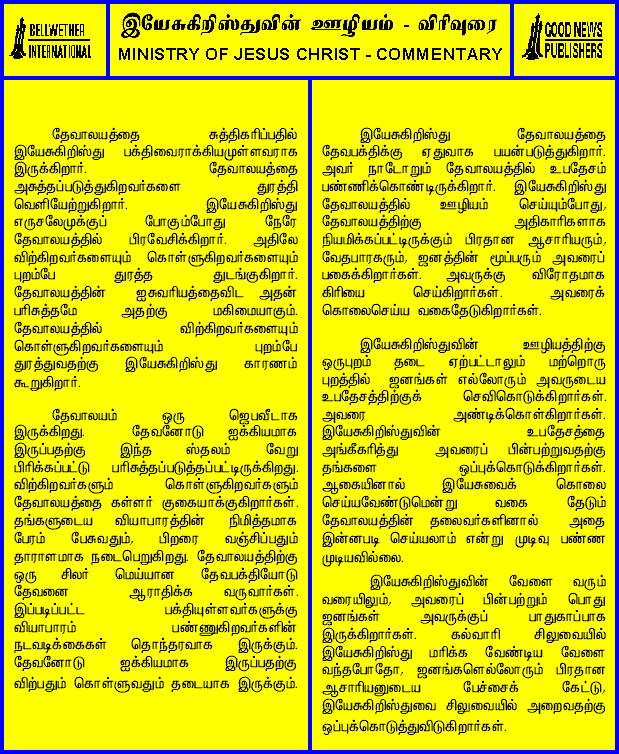 BELLWETHER
INTERNATIONAL
இயேசுகிறிஸ்துவின் ஊழியம் - விரிவுரை
MINISTRY OF JESUS CHRIST - COMMENTARY
GOOD NEWS
PUBLISHERS
தேவாலயத்தை சுத்திகரிப்பதில்
இயேசுகிறிஸ்து பக்திவைராக்கியமுள்ளவராக
இருக்கிறார். தேவாலயத்தை
அசுத்தப்படுத்துகிறவர்களை துரத்தி
வெளியேற்றுகிறார். இயேசுகிறிஸ்து
எருசலேமுக்குப் போகும்போது நேரே
தேவாலயத்தில் பிரவேசிக்கிறார். அதிலே
விற்கிறவர்களையும் கொள்ளுகிறவர்களையும்
புறம்பே துரத்த துடங்குகிறார்.
தேவாலயத்தின் ஐசுவரியத்தைவிட அதன்
பரிசுத்தமே அதற்கு மகிமையாகும்.
தேவாலயத்தில் விற்கிறவர்களையும்
கொள்ளுகிறவர்களையும் புறம்பே
துரத்துவதற்கு இயேசுகிறிஸ்து காரணம்
கூறுகிறார்.
தேவாலயம் ஒரு ஜெபவீடாக
இருக்கிறது. தேவனோடு ஐக்கியமாக
இருப்பதற்கு இந்த ஸ்தலம் வேறு
பிரிக்கப்பட்டு பரிசுத்தப்படுத்தப்பட்டிருக்கிறது.
விற்கிறவர்களும் கொள்ளுகிறவர்களும்
தேவாலயத்தை கள்ளர் குகையாக்குகிறார்கள்.
தங்களுடைய வியாபாரத்தின் நிமித்தமாக
பேரம் பேசுவதும், பிறரை வஞ்சிப்பதும்
தாராளமாக நடைபெறுகிறது. தேவாலயத்திற்கு
ஒரு சிலர் மெய்யான தேவபக்தியோடு
தேவனை ஆராதிக்க வருவார்கள்.
இப்படிப்பட்ட பக்தியுள்ளவர்களுக்கு
வியாபாரம் பண்ணுகிறவர்களின்
நடவடிக்கைகள் தொந்தரவாக இருக்கும்.
தேவனோடு ஐக்கியமாக இருப்பதற்கு
விற்பதும் கொள்ளுவதும் தடையாக இருக்கும்.
இயேசுகிறிஸ்து தேவாலயத்தை
தேவபக்திக்கு ஏதுவாக பயன்படுத்துகிறார்.
அவர் நாடோறும் தேவாலயத்தில் உபதேசம்
பண்ணிக்கொண்டிருக்கிறார். இயேசுகிறிஸ்து
தேவாலயத்தில் ஊழியம் செய்யும்போது,
தேவாலயத்திற்கு அதிகாரிகளாக
நியமிக்கப்பட்டிருக்கும் பிரதான ஆசாரியரும்,
வேதபாரகரும், ஜனத்தின் மூப்பரும் அவரைப்
பகைக்கிறார்கள். அவருக்கு விரோதமாக
கிரியை செய்கிறார்கள். அவரைக்
கொலைசெய்ய வகைதேடுகிறார்கள்.
இயேசுகிறிஸ்துவின் ஊழியத்திற்கு
ஒருபுறம் தடை ஏற்பட்டாலும் மற்றொரு
புறத்தில் ஜனங்கள் எல்லோரும் அவருடைய
உபதேசத்திற்குக் செவிகொடுக்கிறார்கள்.
அவரை அண்டிக்கொள்கிறார்கள்.
இயேசுகிறிஸ்துவின் உபதேசத்தை
அங்கீகரித்து அவரைப் பின்பற்றுவதற்கு
தங்களை ஒப்புக்கொடுக்கிறார்கள்.
ஆகையினால் இயேசுவைக் கொலை
செய்யவேண்டுமென்று வகை தேடும்
தேவாலயத்தின் தலைவர்களினால் அதை
இன்னபடி செய்யலாம் என்று முடிவு பண்ண
முடியவில்லை.
இயேசுகிறிஸ்துவின் வேளை வரும்
வரையிலும், அவரைப் பின்பற்றும் பொது
ஜனங்கள் அவருக்குப் பாதுகாப்பாக
இருக்கிறார்கள். கல்வாரி சிலுவையில்
இயேசுகிறிஸ்து மரிக்க வேண்டிய வேளை
வந்தபோதோ, ஜனங்களெல்லோரும் பிரதான
ஆசாரியனுடைய பேச்சைக் கேட்டு,
இயேசுகிறிஸ்துவை சிலுவையில் அறைவதற்கு
ஒப்புக்கொடுத்துவிடுகிறார்கள்.